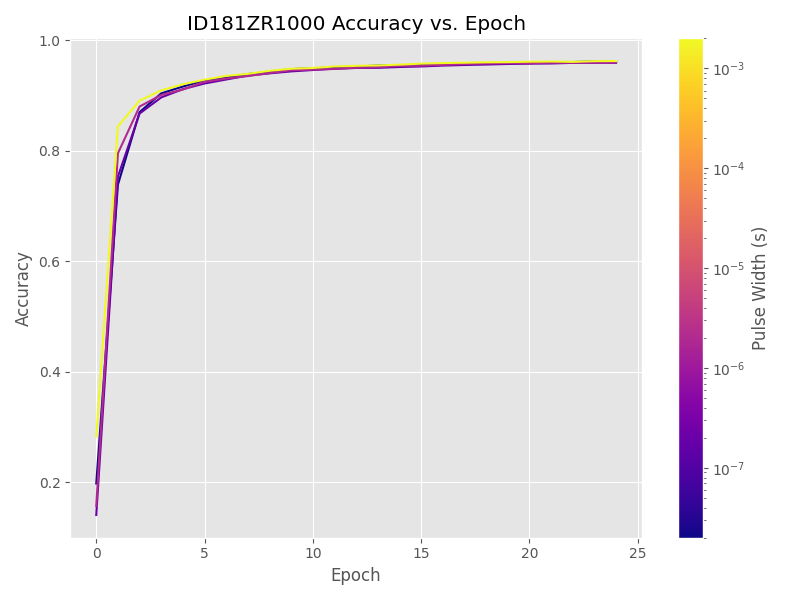 ID181ZR1000 Accuracy vs. Epoch
1.0
0.8
0.6
0.4
0.2
Accuracy
0 5 10 15 20 25
Epoch
10⁻³
10⁻⁴
10⁻⁵
10⁻⁶
10⁻⁷
Pulse Width (s)